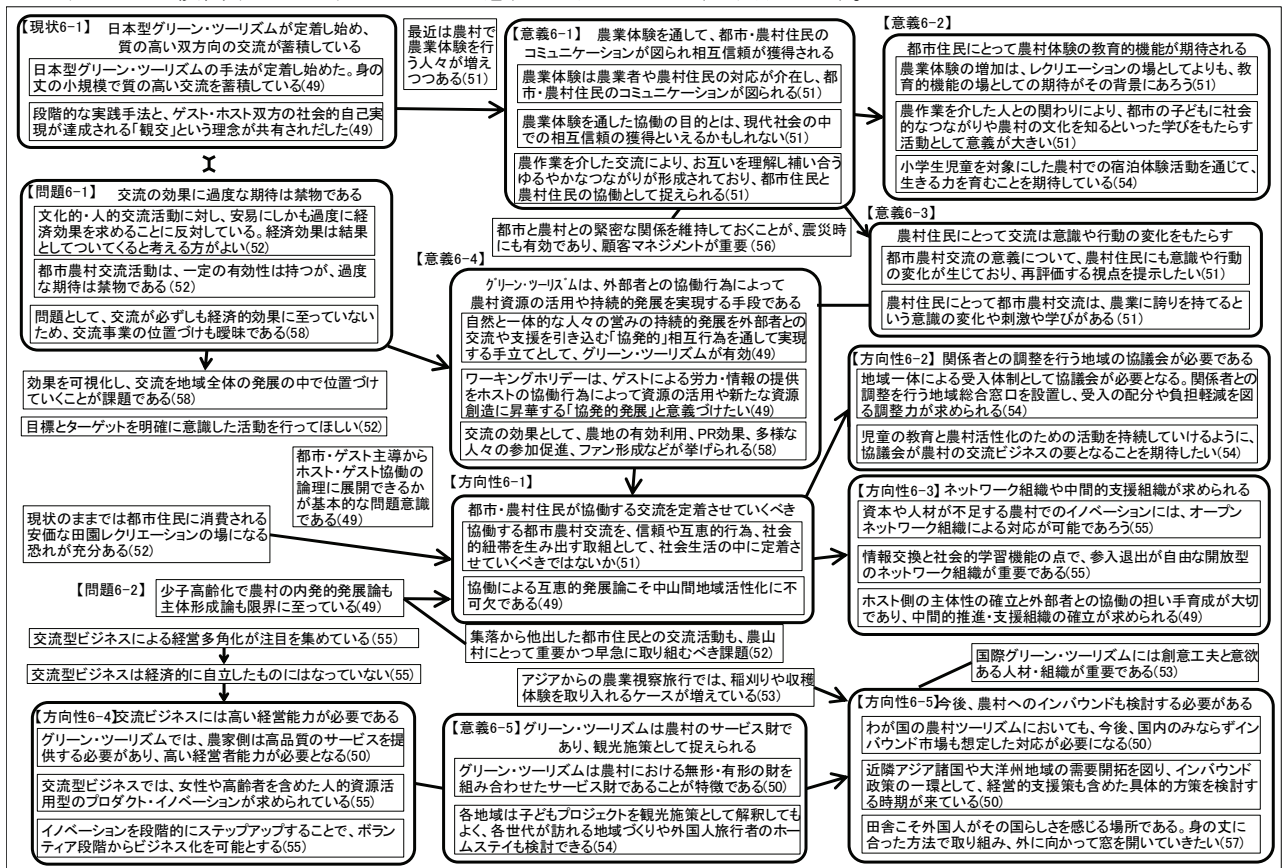 【現状6-1】 日本型グリーン・ツーリズムが定着し始め、
質の高い双方向の交流が蓄積している
日本型グリーン・ツーリズムの手法が定着し始めた。身の
丈の小規模で質の高い交流を蓄積している(49)
段階的な実践手法と、ゲスト・ホスト双方の社会的自己実
現が達成される「観交」という理念が共有されだした(49)
最近は農村で
農業体験を行
う人々が増え
つつある(51)
【意義6-1】 農業体験を通して、都市・農村住民の
コミュニケーションが図られ相互信頼が獲得される
農業体験は農業者や農村住民の対応が介在し、都
市・農村住民のコミュニケーションが図られる(51)
農業体験を通した協働の目的とは、現代社会の中
での相互信頼の獲得といえるかもしれない(51)
農作業を介した交流により、お互いを理解し補い合う
ゆるやかなつながりが形成されており、都市住民と
農村住民の協働として捉えられる(51)
【意義6-2】
都市住民にとって農村体験の教育的機能が期待される
農業体験の増加は、レクリエーションの場としてよりも、教
育的機能の場としての期待がその背景にあろう(51)
農作業を介した人との関わりにより、都市の子どもに社会
的なつながりや農村の文化を知るといった学びをもたらす
活動として意義が大きい(51)
小学生児童を対象にした農村での宿泊体験活動を通じて、
生きる力を育むことを期待している(54)
【問題6-1】 交流の効果に過度な期待は禁物である
文化的・人的交流活動に対し、安易にしかも過度に経
済効果を求めることに反対している。経済効果は結果
としてついてくると考える方がよい(52)
都市農村交流活動は、一定の有効性は持つが、過度
な期待は禁物である(52)
問題として、交流が必ずしも経済的効果に至っていない
ため、交流事業の位置づけも曖昧である(58)
都市と農村との緊密な関係を維持しておくことが、震災時
にも有効であり、顧客マネジメントが重要(56)
【意義6-3】
農村住民にとって交流は意識や行動の変化をもたらす
都市農村交流の意義について、農村住民にも意識や行動
の変化が生じており、再評価する視点を提示したい(51)
農村住民にとって都市農村交流は、農業に誇りを持てると
いう意識の変化や刺激や学びがある(51)
【意義6-4】
グリーン・ツーリズムは、外部者との協働行為によって
農村資源の活用や持続的発展を実現する手段である
自然と一体的な人々の営みの持続的発展を外部者との
交流や支援を引き込む「協発的」相互行為を通して実現
する手立てとして、グリーン・ツーリズムが有効(49)
ワーキングホリデーは、ゲストによる労力・情報の提供
をホストの協働行為によって資源の活用や新たな資源
創造に昇華する「協発的発展」と意義づけたい(49)
交流の効果として、農地の有効利用、PR効果、多様な
人々の参加促進、ファン形成などが挙げられる(58)
効果を可視化し、交流を地域全体の発展の中で位置づけ
ていくことが課題である(58)
目標とターゲットを明確に意識した活動を行ってほしい(52)
【方向性6-2】 関係者との調整を行う地域の協議会が必要である
地域一体による受入体制として協議会が必要となる。関係者との
調整を行う地域総合窓口を設置し、受入の配分や負担軽減を図
る調整力が求められる(54)
児童の教育と農村活性化のための活動を持続していけるように、
協議会が農村の交流ビジネスの要となることを期待したい(54)
都市・ゲスト主導から
ホスト・ゲスト協働の
論理に展開できるか
が基本的な問題意識
である(49)
【方向性6-1】
都市・農村住民が協働する交流を定着させていくべき
協働する都市農村交流を、信頼や互恵的行為、社会
的紐帯を生み出す取組として、社会生活の中に定着さ
せていくべきではないか(51)
協働による互恵的発展論こそ中山間地域活性化に不
可欠である(49)
現状のままでは都市住民に消費される
安価な田園レクリエーションの場になる
恐れが充分ある(52)
【方向性6-3】 ネットワーク組織や中間的支援組織が求められる
資本や人材が不足する農村でのイノベーションには、オープン
ネットワーク組織による対応が可能であろう(55)
情報交換と社会的学習機能の点で、参入退出が自由な開放型
のネットワーク組織が重要である(55)
ホスト側の主体性の確立と外部者との協働の担い手育成が大切
であり、中間的推進・支援組織の確立が求められる(49)
【問題6-2】 少子高齢化で農村の内発的発展論も
主体形成論も限界に至っている(49)
集落から他出した都市住民との交流活動も、農山
村にとって重要かつ早急に取り組むべき課題(52)
交流型ビジネスによる経営多角化が注目を集めている(55)
交流型ビジネスは経済的に自立したものにはなっていない(55)
アジアからの農業視察旅行では、稲刈りや収穫
体験を取り入れるケースが増えている(53)
国際グリーン・ツーリズムには創意工夫と意欲
ある人材・組織が重要である(53)
【方向性6-4】交流ビジネスには高い経営能力が必要である
グリーン・ツーリズムでは、農家側は高品質のサービスを提
供する必要があり、高い経営者能力が必要となる(50)
交流型ビジネスでは、女性や高齢者を含めた人的資源活
用型のプロダクト・イノベーションが求められている(55)
イノベーションを段階的にステップアップすることで、ボラン
ティア段階からビジネス化を可能とする(55)
【意義6-5】グリーン・ツーリズムは農村のサービス財で
あり、観光施策として捉えられる
グリーン・ツーリズムは農村における無形・有形の財を
組み合わせたサービス財であることが特徴である(50)
各地域は子どもプロジェクトを観光施策として解釈しても
よく、各世代が訪れる地域づくりや外国人旅行者のホー
ムステイも検討できる(54)
【方向性6-5】今後、農村へのインバウンドも検討する必要がある
わが国の農村ツーリズムにおいても、今後、国内のみならずイン
バウンド市場も想定した対応が必要になる(50)
近隣アジア諸国や大洋州地域の需要開拓を図り、インバウンド
政策の一環として、経営的支援策も含めた具体的方策を検討す
る時期が来ている(50)
田舎こそ外国人がその国らしさを感じる場所である。身の丈に
合った方法で取り組み、外に向かって窓を開いていきたい(57)